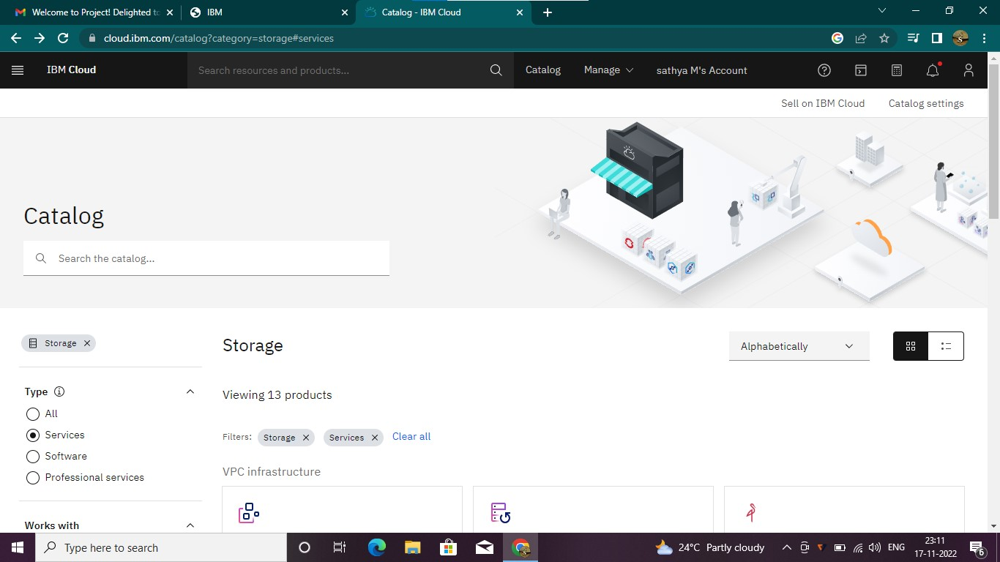 Welcome to Project! Delighted to
IBM
Catalog - IBM Cloud
cloud.ibm.com/catalog?category=storage#services
IBM Cloud
Search resources and products...
Catalog
Manage
sathya M's Account
Sell on IBM Cloud
Catalog settings
Catalog
Search the catalog...
Storage
Storage
Alphabetically
Type
All
Services
Software
Professional services
Works with
Viewing 13 products
Filters: Storage Services Clear all
VPC infrastructure
Type here to search
24°C Partly cloudy
ENG
23:11
17-11-2022
6